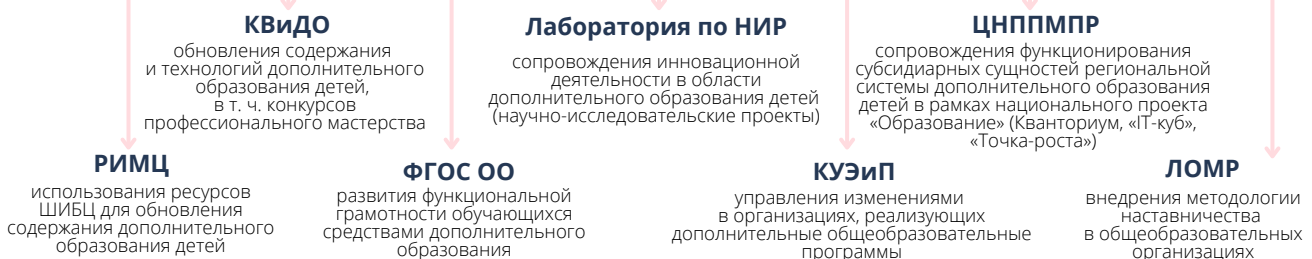 КВиДО
обновления содержания
и технологий дополнительного
образования детей,
в т. ч. конкурсов
профессионального мастерства
Лаборатория по НИР
сопровождения инновационной
деятельности в области
дополнительного образования детей
(научно-исследовательские проекты)
ЦНППМПР
сопровождения функционирования
субсидиарных сущностей региональной
системы дополнительного образования
детей в рамках национального проекта
«Образование» (Кванториум, «IT-куб»,
«Точка-роста»)
РИМЦ
использования ресурсов
ШИБЦ для обновления
содержания дополнительного
образования детей
ФГОС ОО
развития функциональной
грамотности обучающихся
средствами дополнительного
образования
КУЭиП
управления изменениями
в организациях, реализующих
дополнительные общеобразовательные
программы
ЛОМР
внедрения методологии
наставничества
в общеобразовательных
организациях